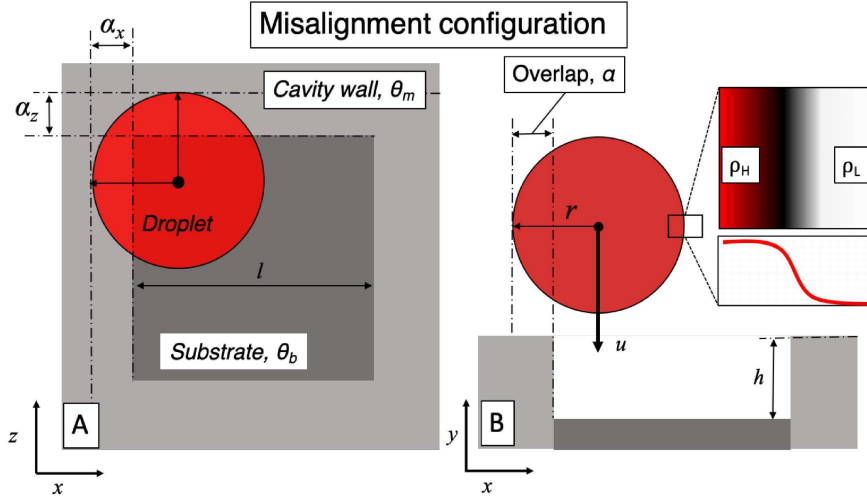 Misalignment configuration
αx
αz
Cavity wall, θm
Droplet
l
Substrate, θb
A
z
x
Overlap, α
r
u
h
ρH
ρL
B
y
x